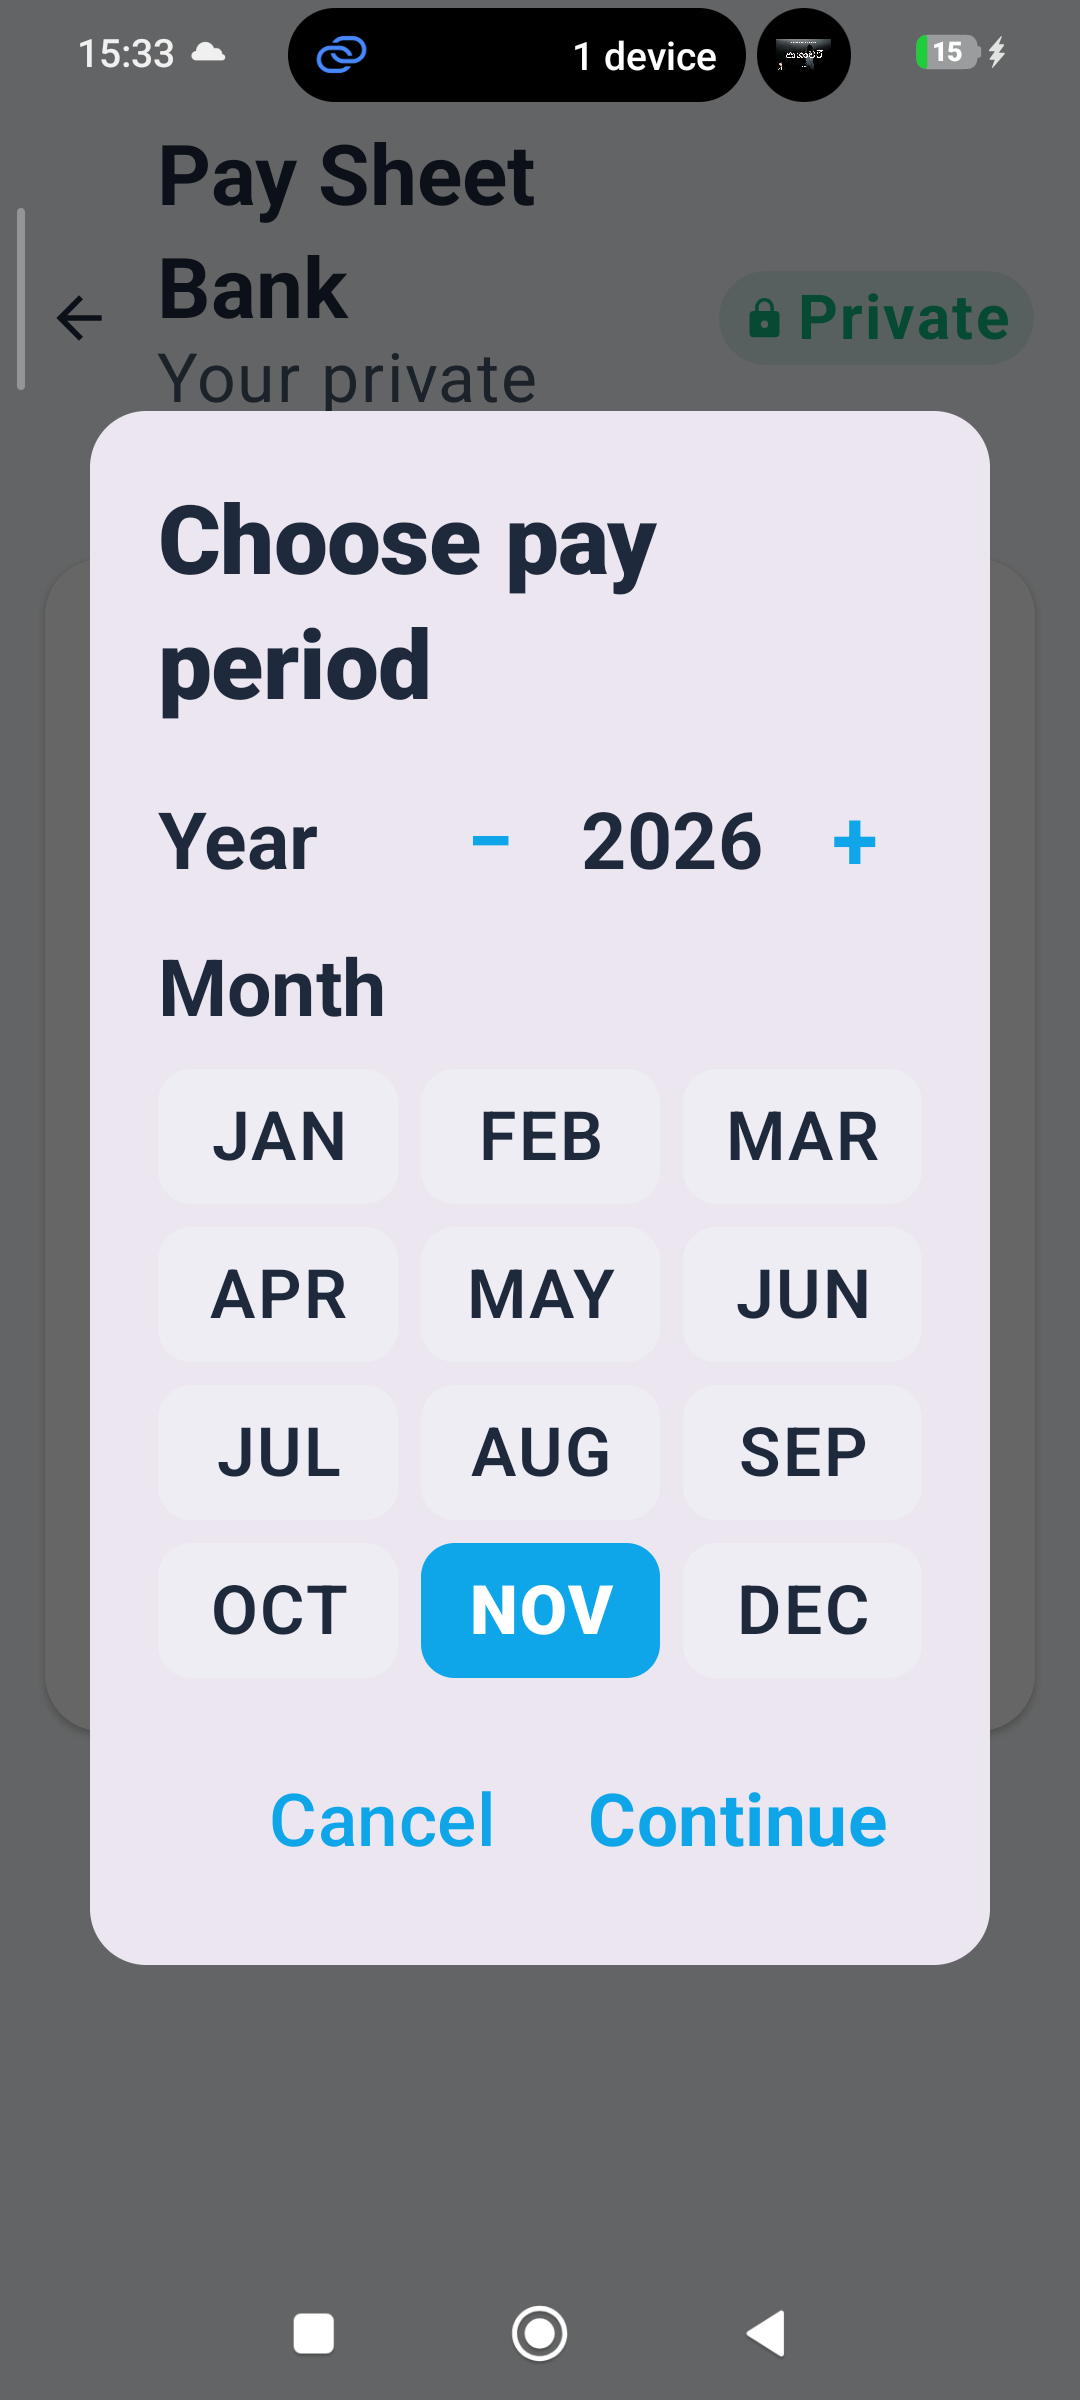 15:33
1 device
15
Pay Sheet
Bank
Private
Your private
Choose pay
period
Year − 2026 +
Month
JAN FEB MAR
APR MAY JUN
JUL AUG SEP
OCT NOV DEC
Cancel Continue